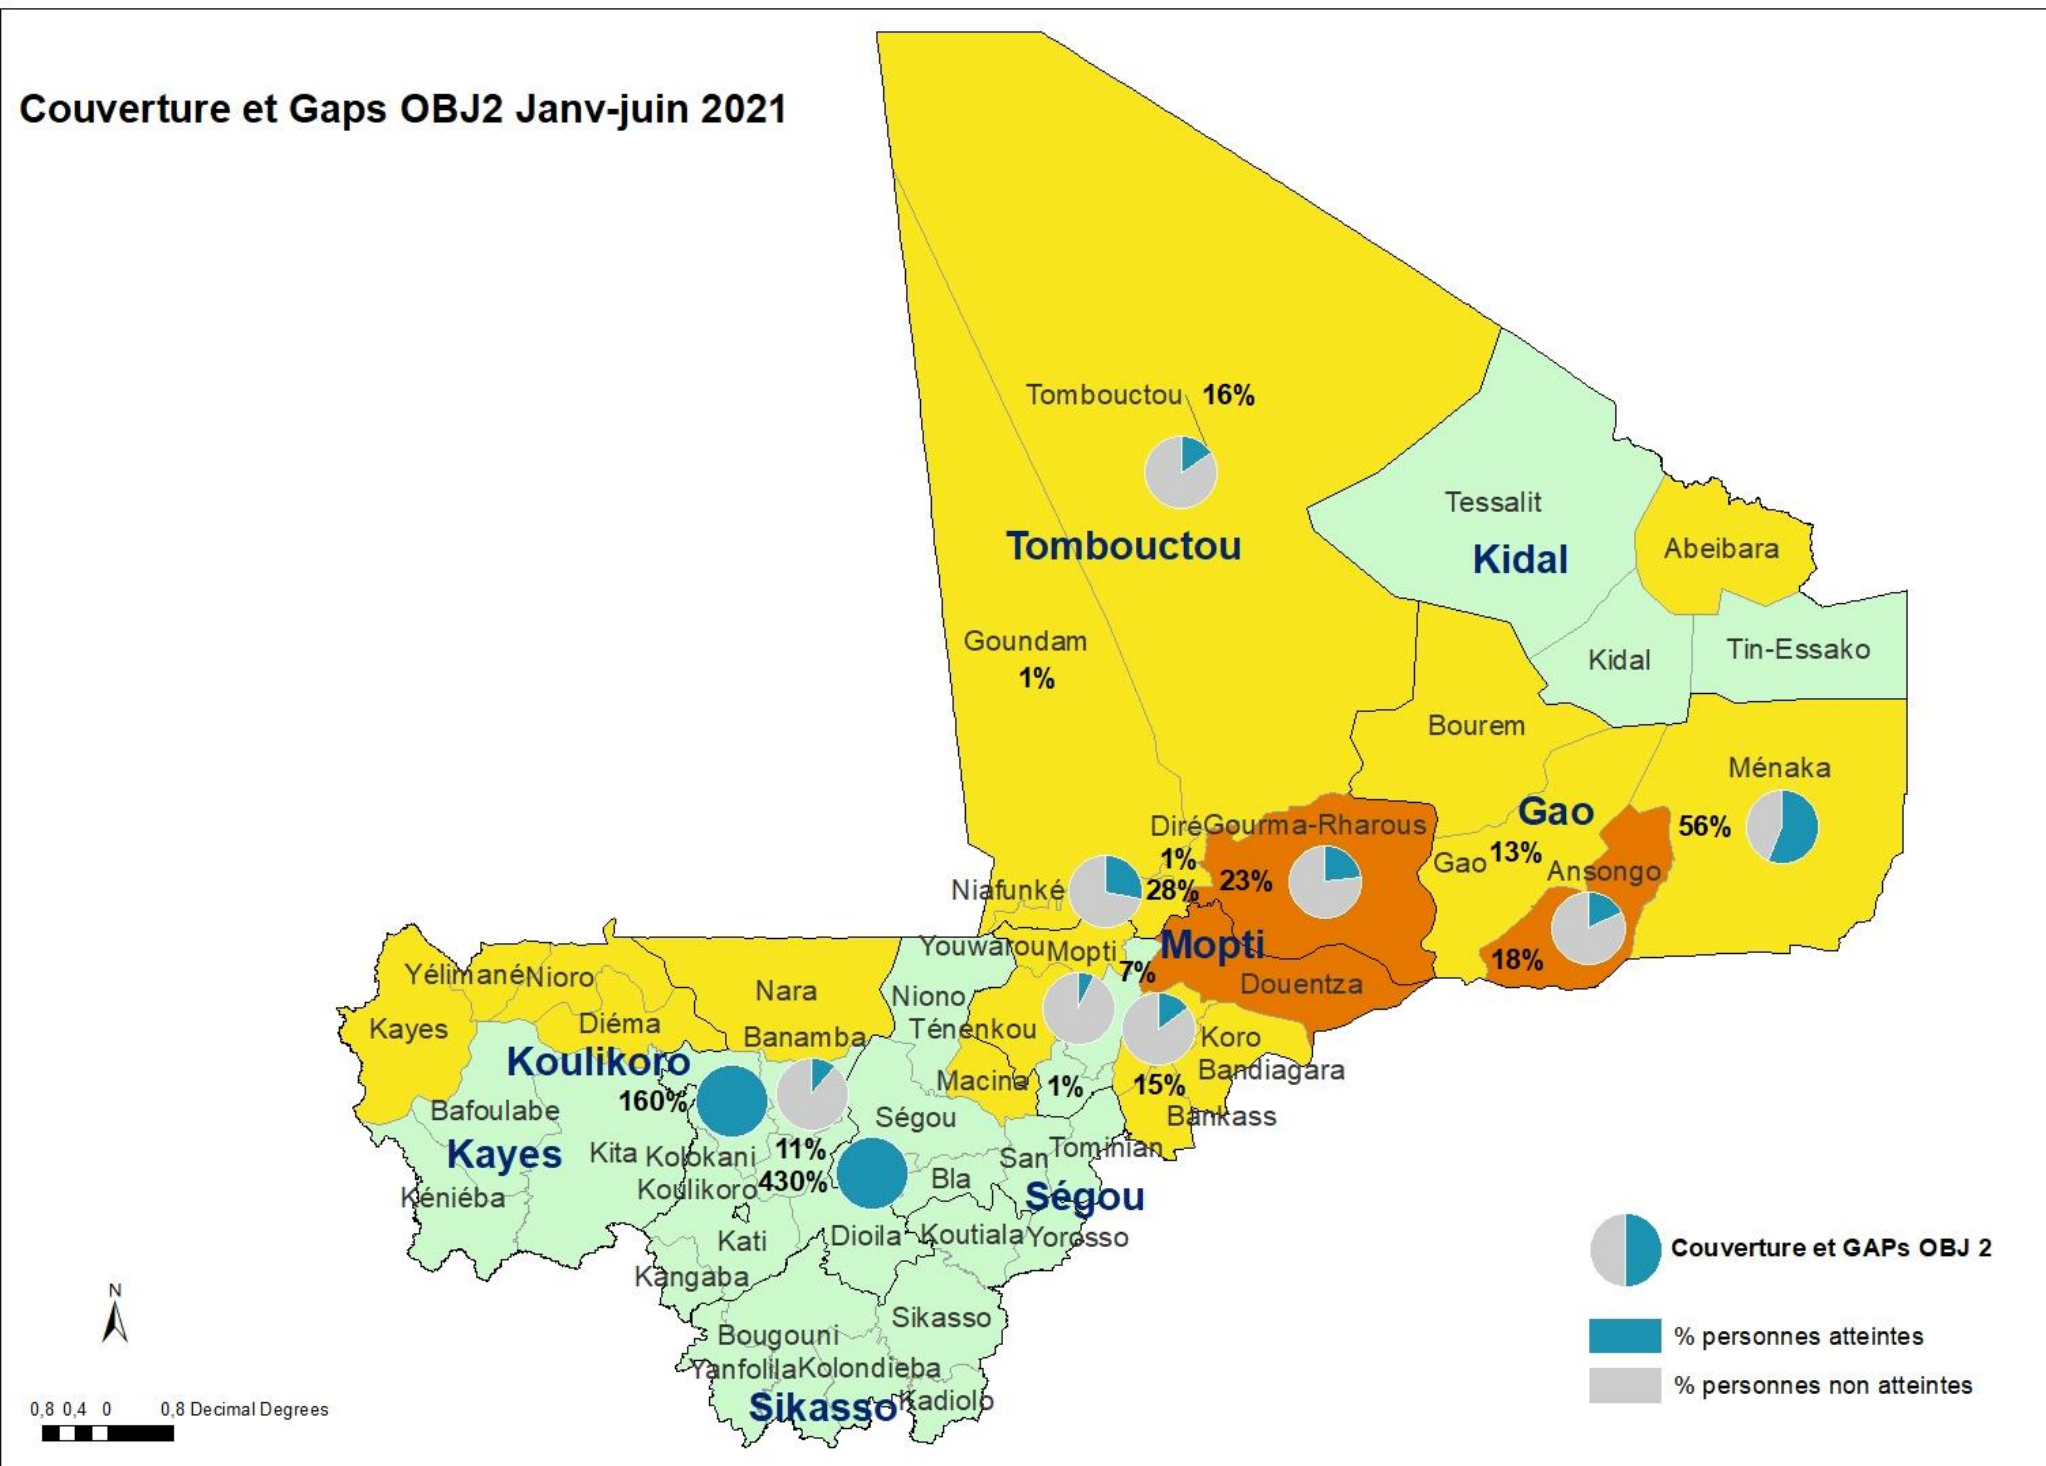 Couverture et Gaps OBJ2 Janv-juin 2021
Tombouctou 16%
Tessalit
Tombouctou
Kidal
Abeibara
Goundam
1%
Kidal
Tin-Essako
Bourem
Ménaka
Gao
56%
Diré Gourma-Rharous
1%
Gao 13%
Ansongo
Niafunké
28%
23%
Youwarou Mopti
Mopti
7%
18%
Yélimané Nioro
Nara
Niono
Douentza
Kayes
Diéma
Banamba
Ténenkou
Koro
Koulikoro
Bandiagara
160%
Macina
1%
15%
Bafoulabe
Ségou
Bankass
Kayes
Kita Kolokani
11%
San
Tominian
Kéniéba
Koulikoro
430%
Bla
Ségou
Kati
Dioila
Koutiala
Yorosso
Kangaba
Sikasso
Bougouni
Yanfolila Kolondieba
Sikasso
Kadiolo
Couverture et GAPs OBJ 2
% personnes atteintes
% personnes non atteintes
N
0,8 0,4 0 0,8 Decimal Degrees